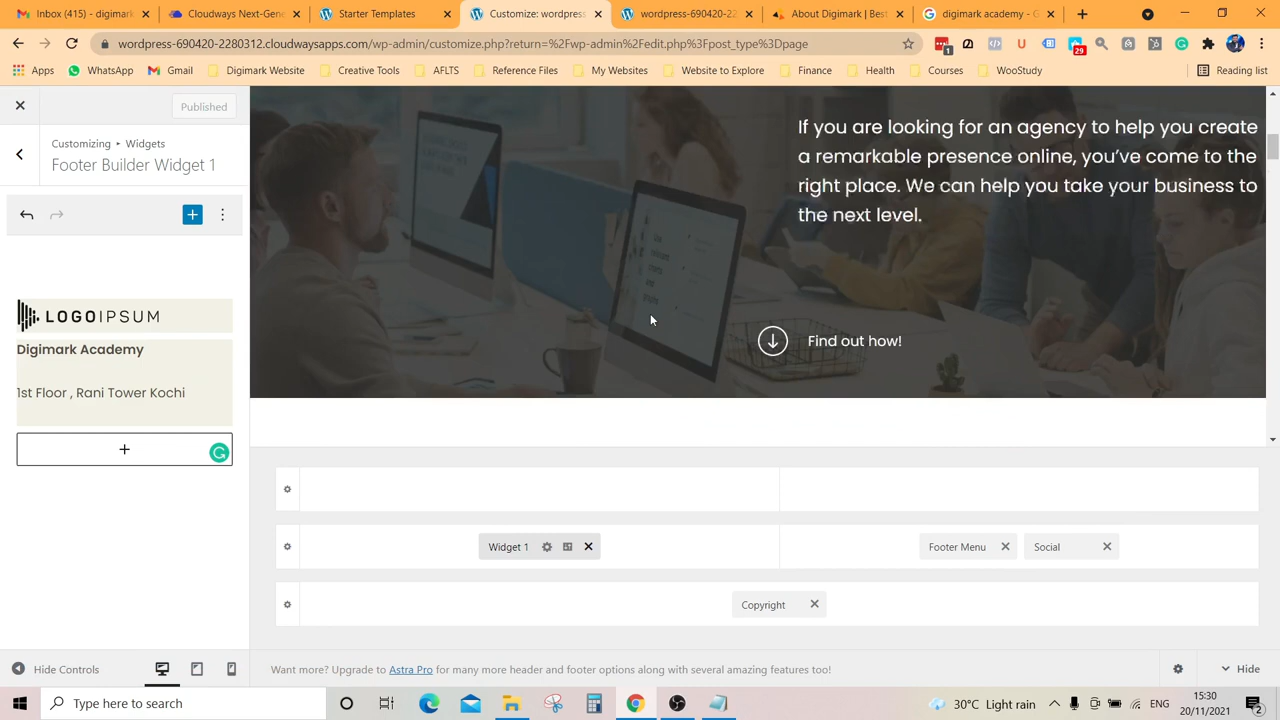 Inbox (415) - digimark
Cloudways Next-Gene
Starter Templates
Customize: wordpress
wordpress-690420-22
About Digimark | Best
digimark academy - G
wordpress-690420-2280512.cloudwaysapps.com/wp-admin/customize.php?return=%2Fwp-admin%2Fedit.php%3Fpost_type%3Dpage
1
29
Apps
WhatsApp
Gmail
Digimark Website
Creative Tools
AFLTS
Reference Files
My Websites
Website to Explore
Finance
Health
Courses
WooStudy
Reading list
Published
Customizing ▸ Widgets
Footer Builder Widget 1
LOGOIPSUM
Digimark Academy
1st Floor , Rani Tower Kochi
If you are looking for an agency to help you create
a remarkable presence online, you’ve come to the
right place. We can help you take your business to
the next level.
Find out how!
Widget 1
Footer Menu
Social
Copyright
Hide Controls
Want more? Upgrade to Astra Pro for many more header and footer options along with several amazing features too!
Hide
Type here to search
30°C Light rain
ENG
15:30
20/11/2021
2